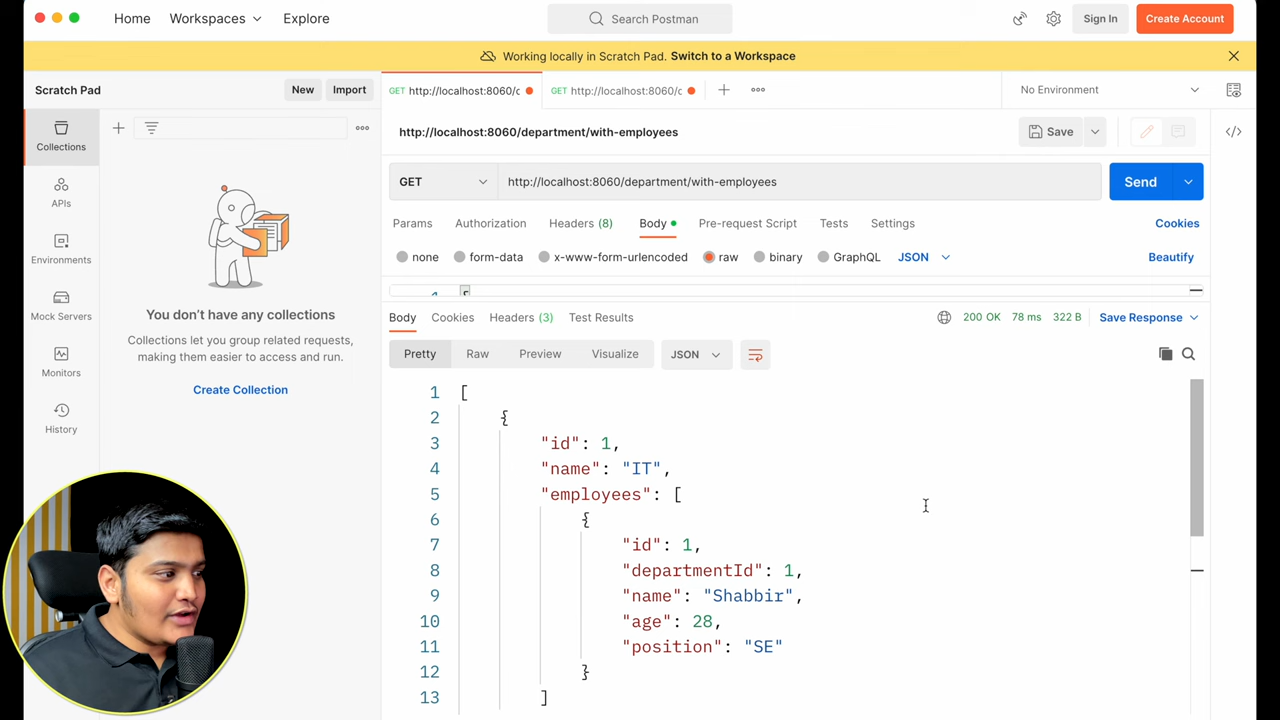 Home Workspaces Explore Search Postman Sign In Create Account
Working locally in Scratch Pad. Switch to a Workspace
Scratch Pad New Import GET http://localhost:8060/c GET http://localhost:8060/c No Environment
Collections
http://localhost:8060/department/with-employees Save
GET http://localhost:8060/department/with-employees Send
APIs
Params Authorization Headers (8) Body Pre-request Script Tests Settings Cookies
Environments
none form-data x-www-form-urlencoded raw binary GraphQL JSON Beautify
Mock Servers
You don't have any collections
Collections let you group related requests,
making them easier to access and run.
Create Collection
Monitors
History
Body Cookies Headers (3) Test Results 200 OK 78 ms 322 B Save Response
Pretty Raw Preview Visualize JSON
1 [
2 {
3 "id": 1,
4 "name": "IT",
5 "employees": [
6 {
7 "id": 1,
8 "departmentId": 1,
9 "name": "Shabbir",
10 "age": 28,
11 "position": "SE"
12 }
13 ]